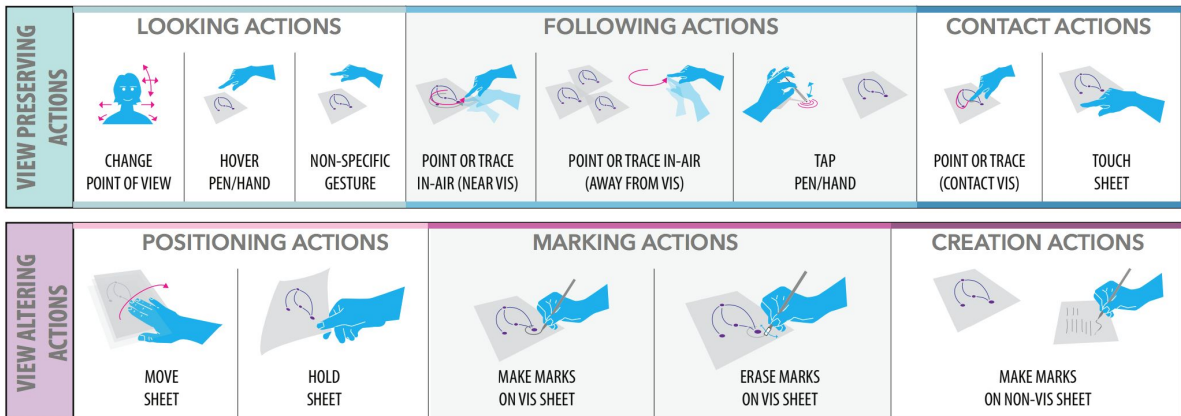 VIEW PRESERVING
ACTIONS
LOOKING ACTIONS
CHANGE
POINT OF VIEW
HOVER
PEN/HAND
NON-SPECIFIC
GESTURE
FOLLOWING ACTIONS
POINT OR TRACE
IN-AIR (NEAR VIS)
POINT OR TRACE IN-AIR
(AWAY FROM VIS)
TAP
PEN/HAND
CONTACT ACTIONS
POINT OR TRACE
(CONTACT VIS)
TOUCH
SHEET
VIEW ALTERING
ACTIONS
POSITIONING ACTIONS
MOVE
SHEET
HOLD
SHEET
MARKING ACTIONS
MAKE MARKS
ON VIS SHEET
ERASE MARKS
ON VIS SHEET
CREATION ACTIONS
MAKE MARKS
ON NON-VIS SHEET